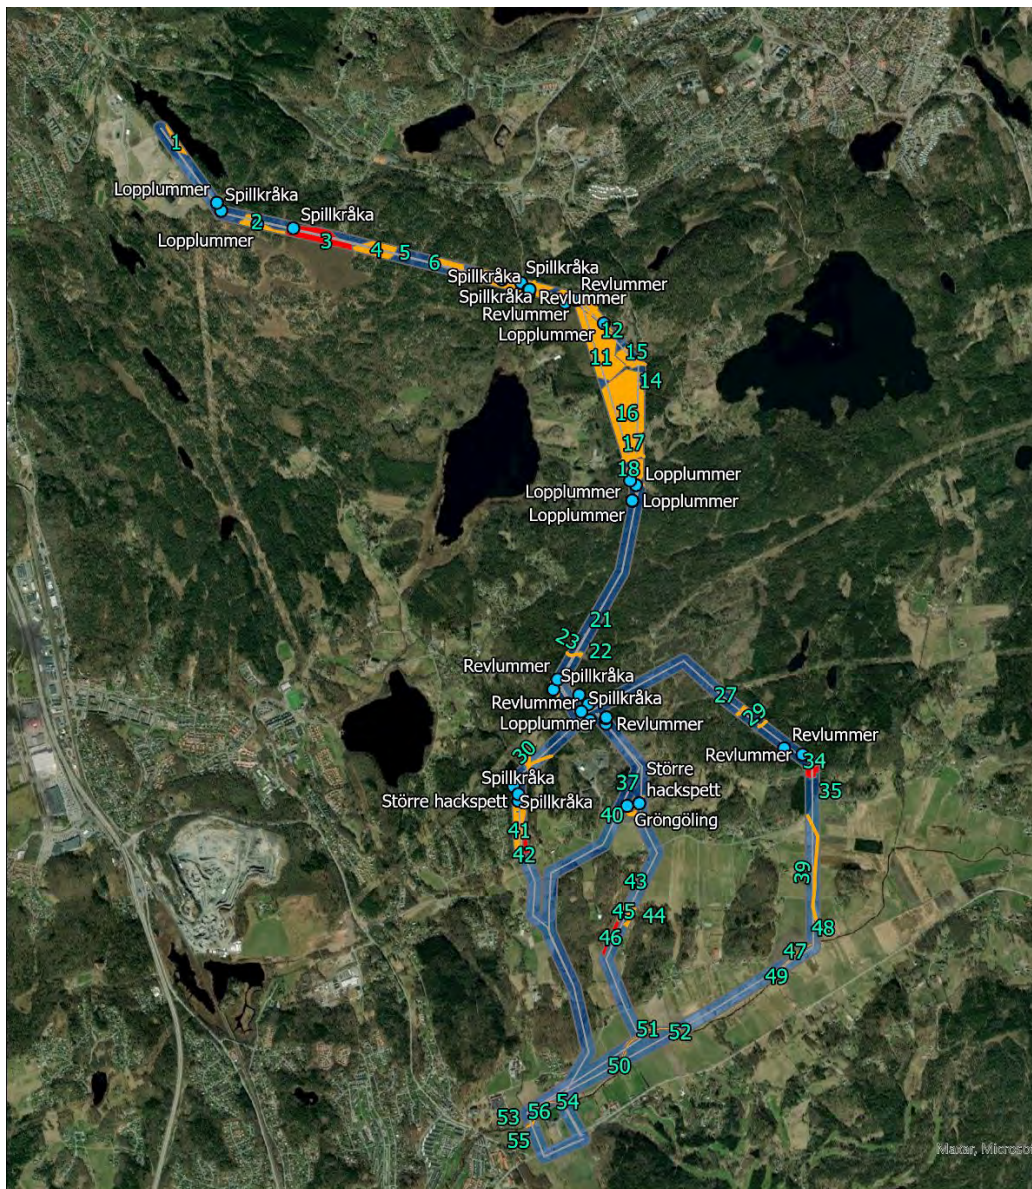 1
Lopplummer
Spillkråka
2
Spillkråka
Lopplummer
3
4
5
6
Spillkråka
Spillkråka
Revlummer
Spillkråka
Revlummer
Revlummer
Lopplummer
12
11
15
14
16
17
18
Lopplummer
Lopplummer
Lopplummer
Lopplummer
21
23
22
Revlummer
Spillkråka
27
Revlummer
Spillkråka
29
Lopplummer
Revlummer
Revlummer
30
Revlummer
34
Större
hackspett
37
Spillkråka
35
Större hackspett
Spillkråka
40
Gröngöling
41
42
39
43
45
44
48
46
47
49
51
52
50
54
53
56
55
Maxar, Microso